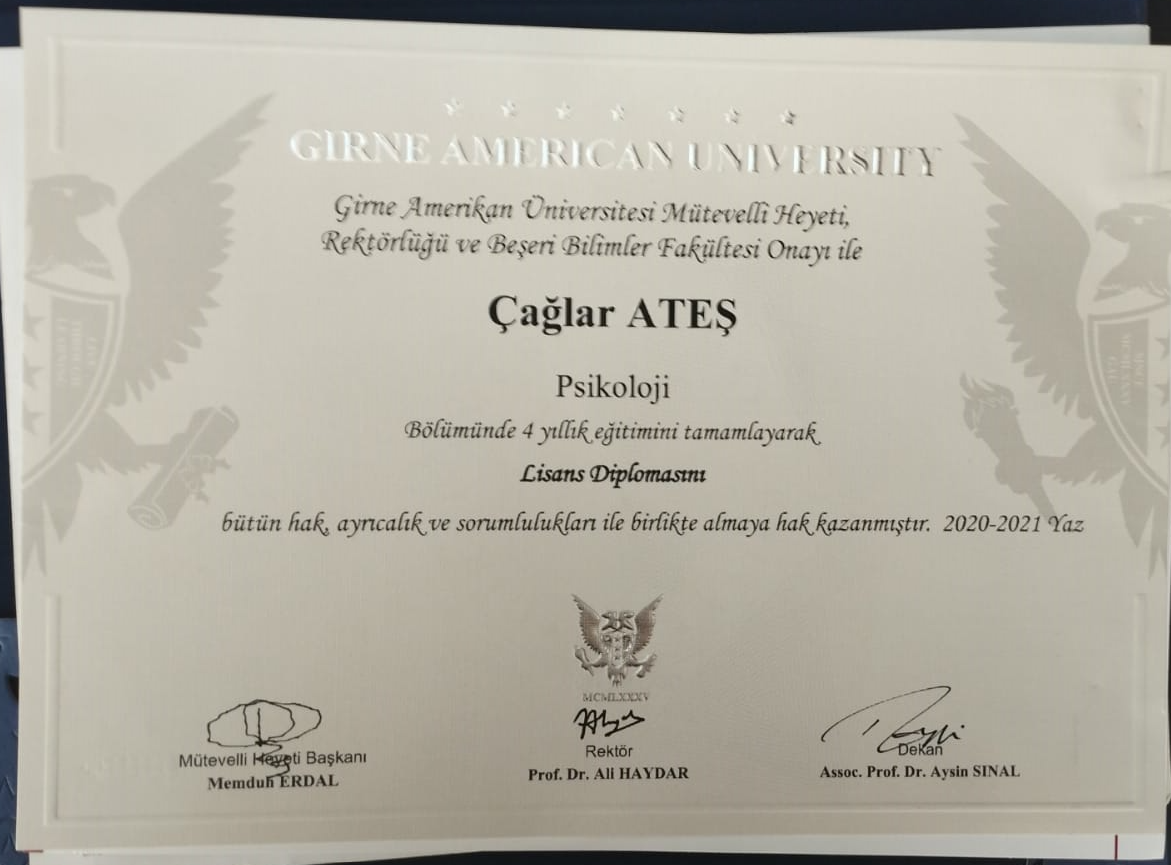 GIRNE AMERICAN UNIVERSITY
Girne Amerikan Üniversitesi Mütevelli Heyeti,
Rektörlüğü ve Beşeri Bilimler Fakültesi Onayı ile
Çağlar ATEŞ
Psikoloji
Bölümünde 4 yıllık eğitimini tamamlayarak
Lisans Diplomasını
bütün hak, ayrıcalık ve sorumlulukları ile birlikte almaya hak kazanmıştır. 2020-2021 Yaz
MCMLXXXV
Mütevelli Heyeti Başkanı
Memduh ERDAL
Rektör
Prof. Dr. Ali HAYDAR
Dekan
Assoc. Prof. Dr. Aysin SINAL